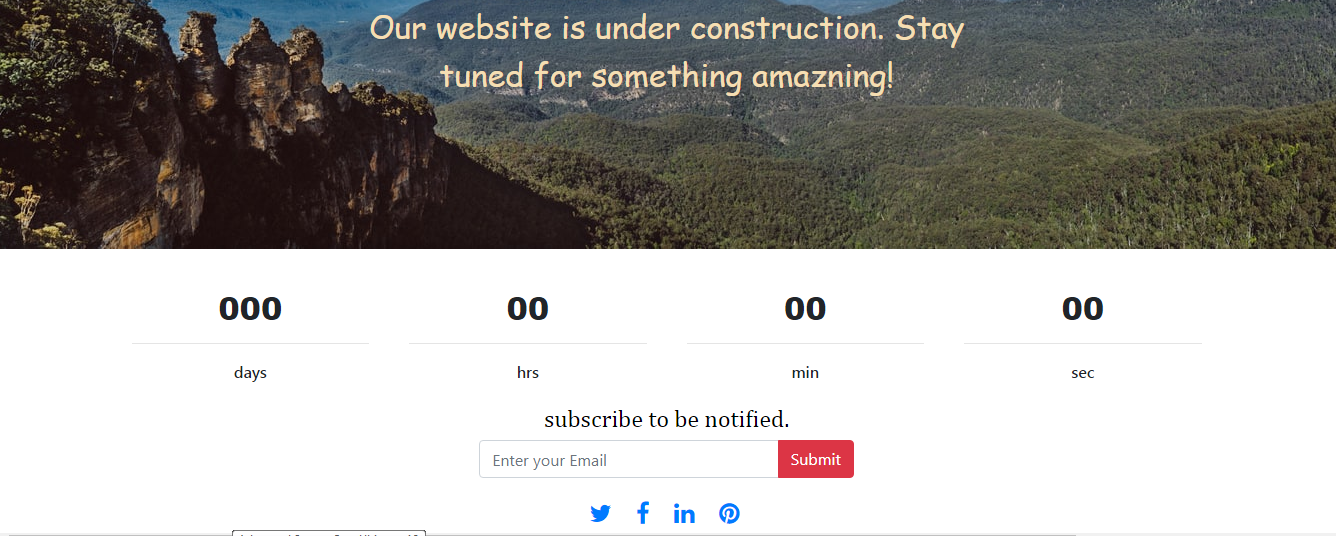 Our website is under construction. Stay
tuned for something amazning!
000 00 00 00
days hrs min sec
subscribe to be notified.
Enter your Email Submit